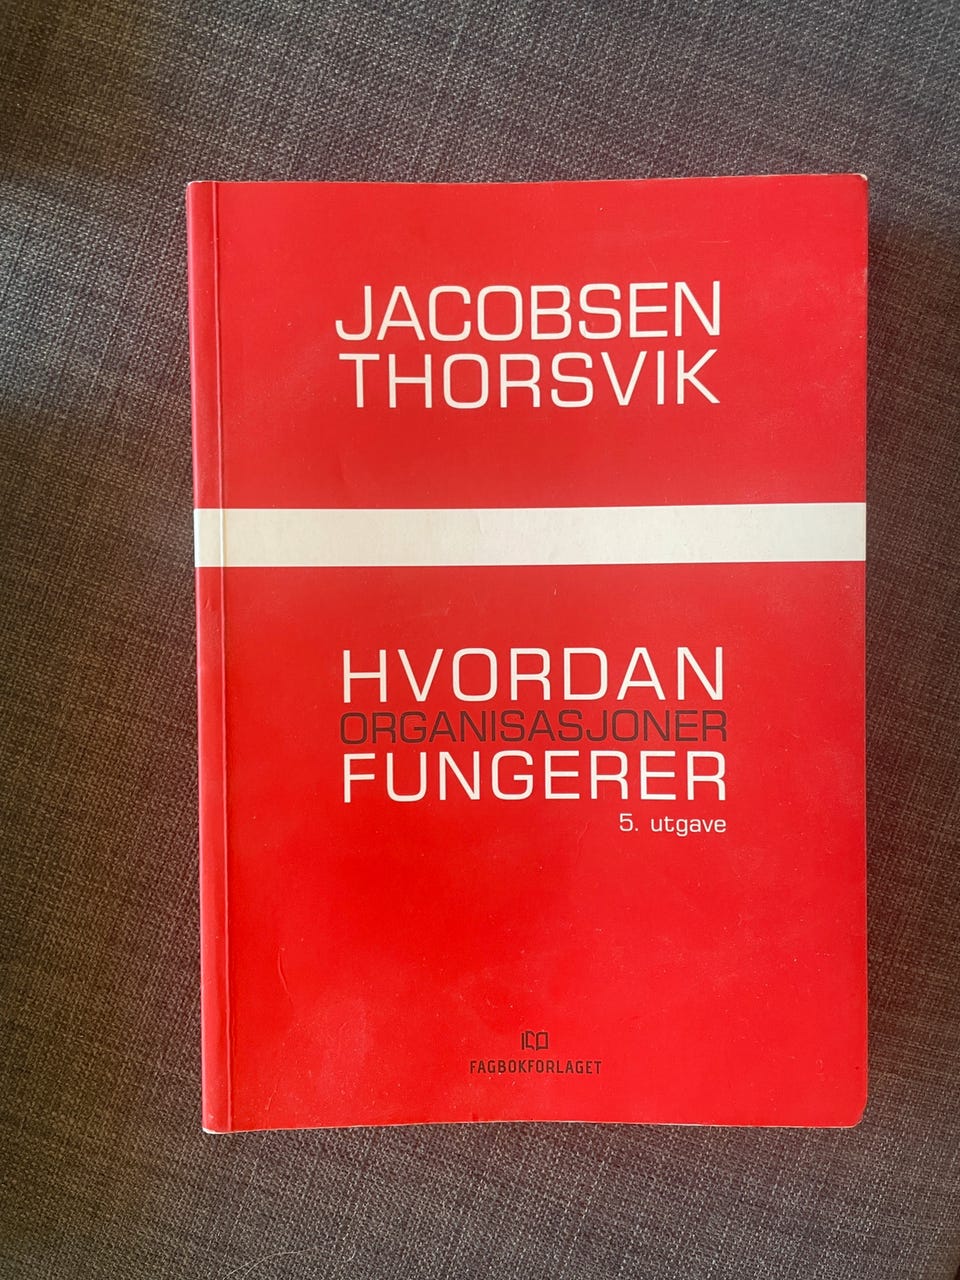 JACOBSEN
THORSVIK
HVORDAN
ORGANISASJONER
FUNGERER
5. utgave
FAGBOKFORLAGET